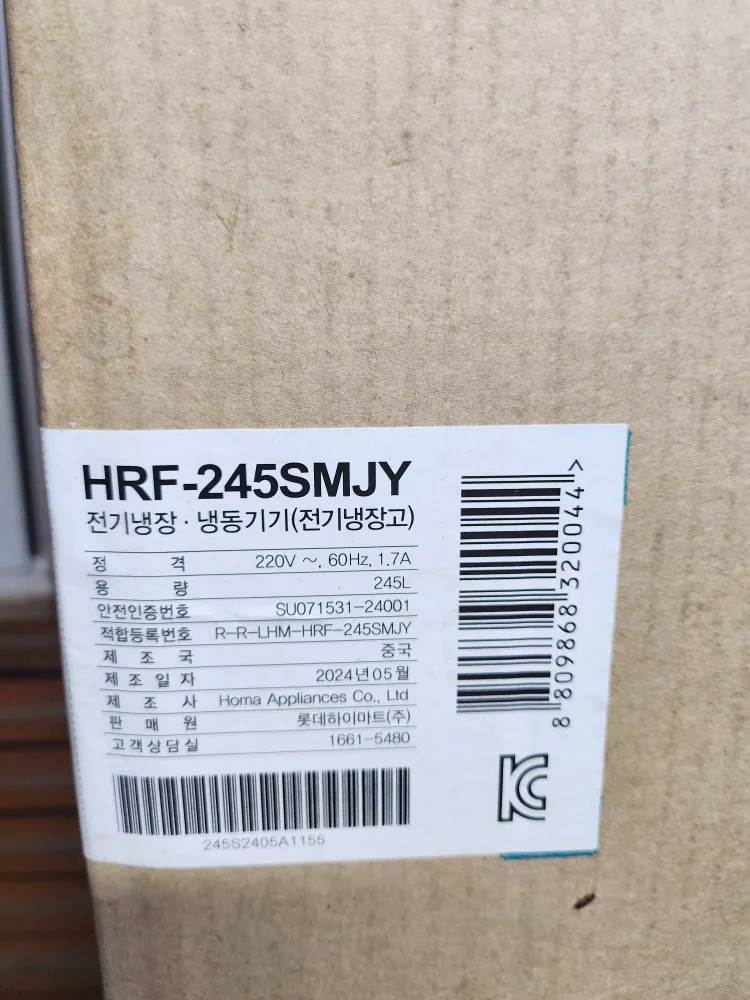 HRF-245SMJY
전기냉장·냉동기기(전기냉장고)
정 격 220V ~, 60Hz, 1.7A
용 량 245L
안전인증번호 SU071531-24001
적합등록번호 R-R-LHM-HRF-245SMJY
제 조 국 중국
제 조 일 자 2024년05월
제 조 사 Homa Appliances Co., Ltd
판 매 원 롯데하이마트(주)
고객상담실 1661-5480
245S2405A1155
8 809868 320044 >
KC